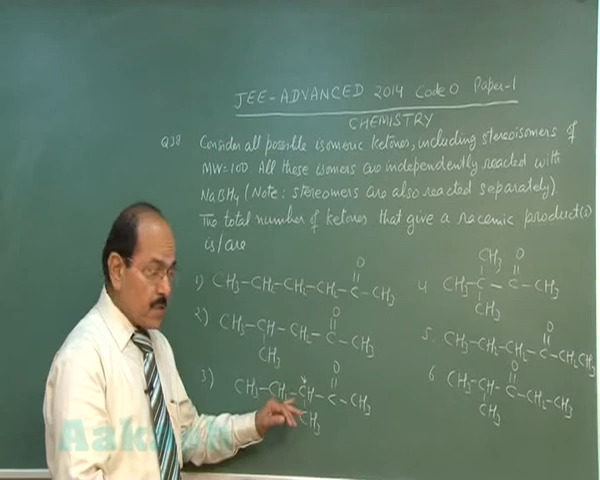 JEE-ADVANCED 2014 Code 0 Paper-1
CHEMISTRY
Q38 Consider all possible isomeric ketones, including stereoisomers of
MW=100. All these isomers are independently reacted with
NaBH4 (Note: stereomers are also reacted separately).
The total number of ketones that give a racemic product(s)
is/are
O
1) CH3-CH2-CH2-CH2-C-CH3
O
2) CH3-CH-CH2-C-CH3
CH3
O
3) CH3-CH2-CH-C-CH3
CH3
CH3 O
4. CH3-C-C-CH3
CH3
O
5. CH3-CH2-CH2-C-CH2CH3
O
6 CH3-CH-C-CH2-CH3
CH3